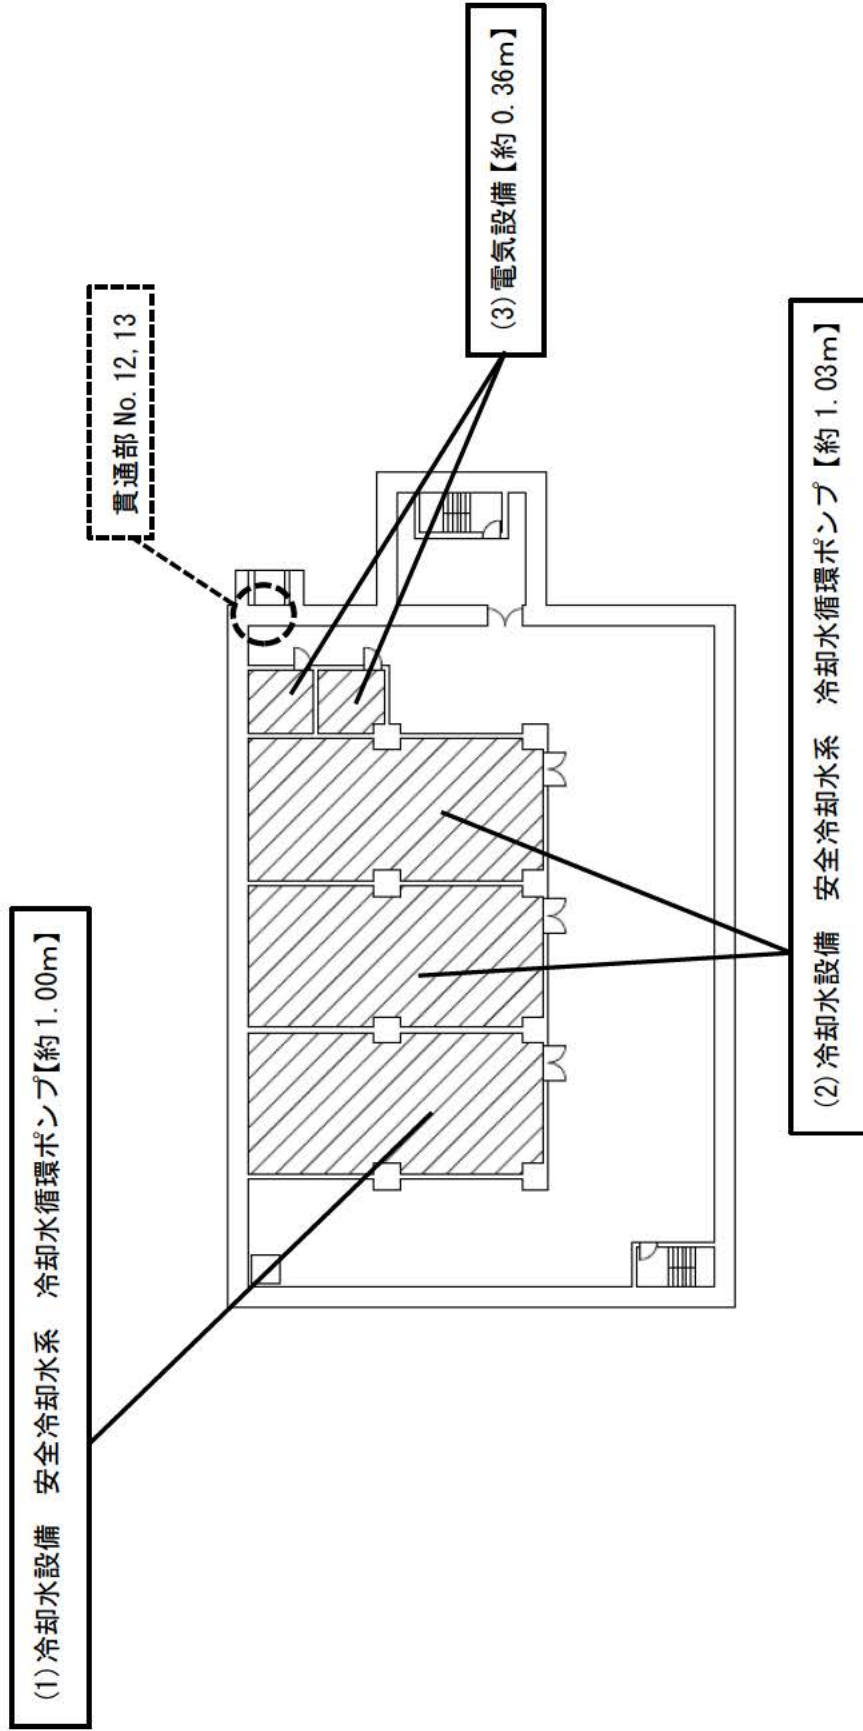 (1)冷却水設備　安全冷却水系　冷却水循環ポンプ【約1.00m】
貫通部 No.12,13
(3)電気設備【約0.36m】
(2)冷却水設備　安全冷却水系　冷却水循環ポンプ【約1.03m】